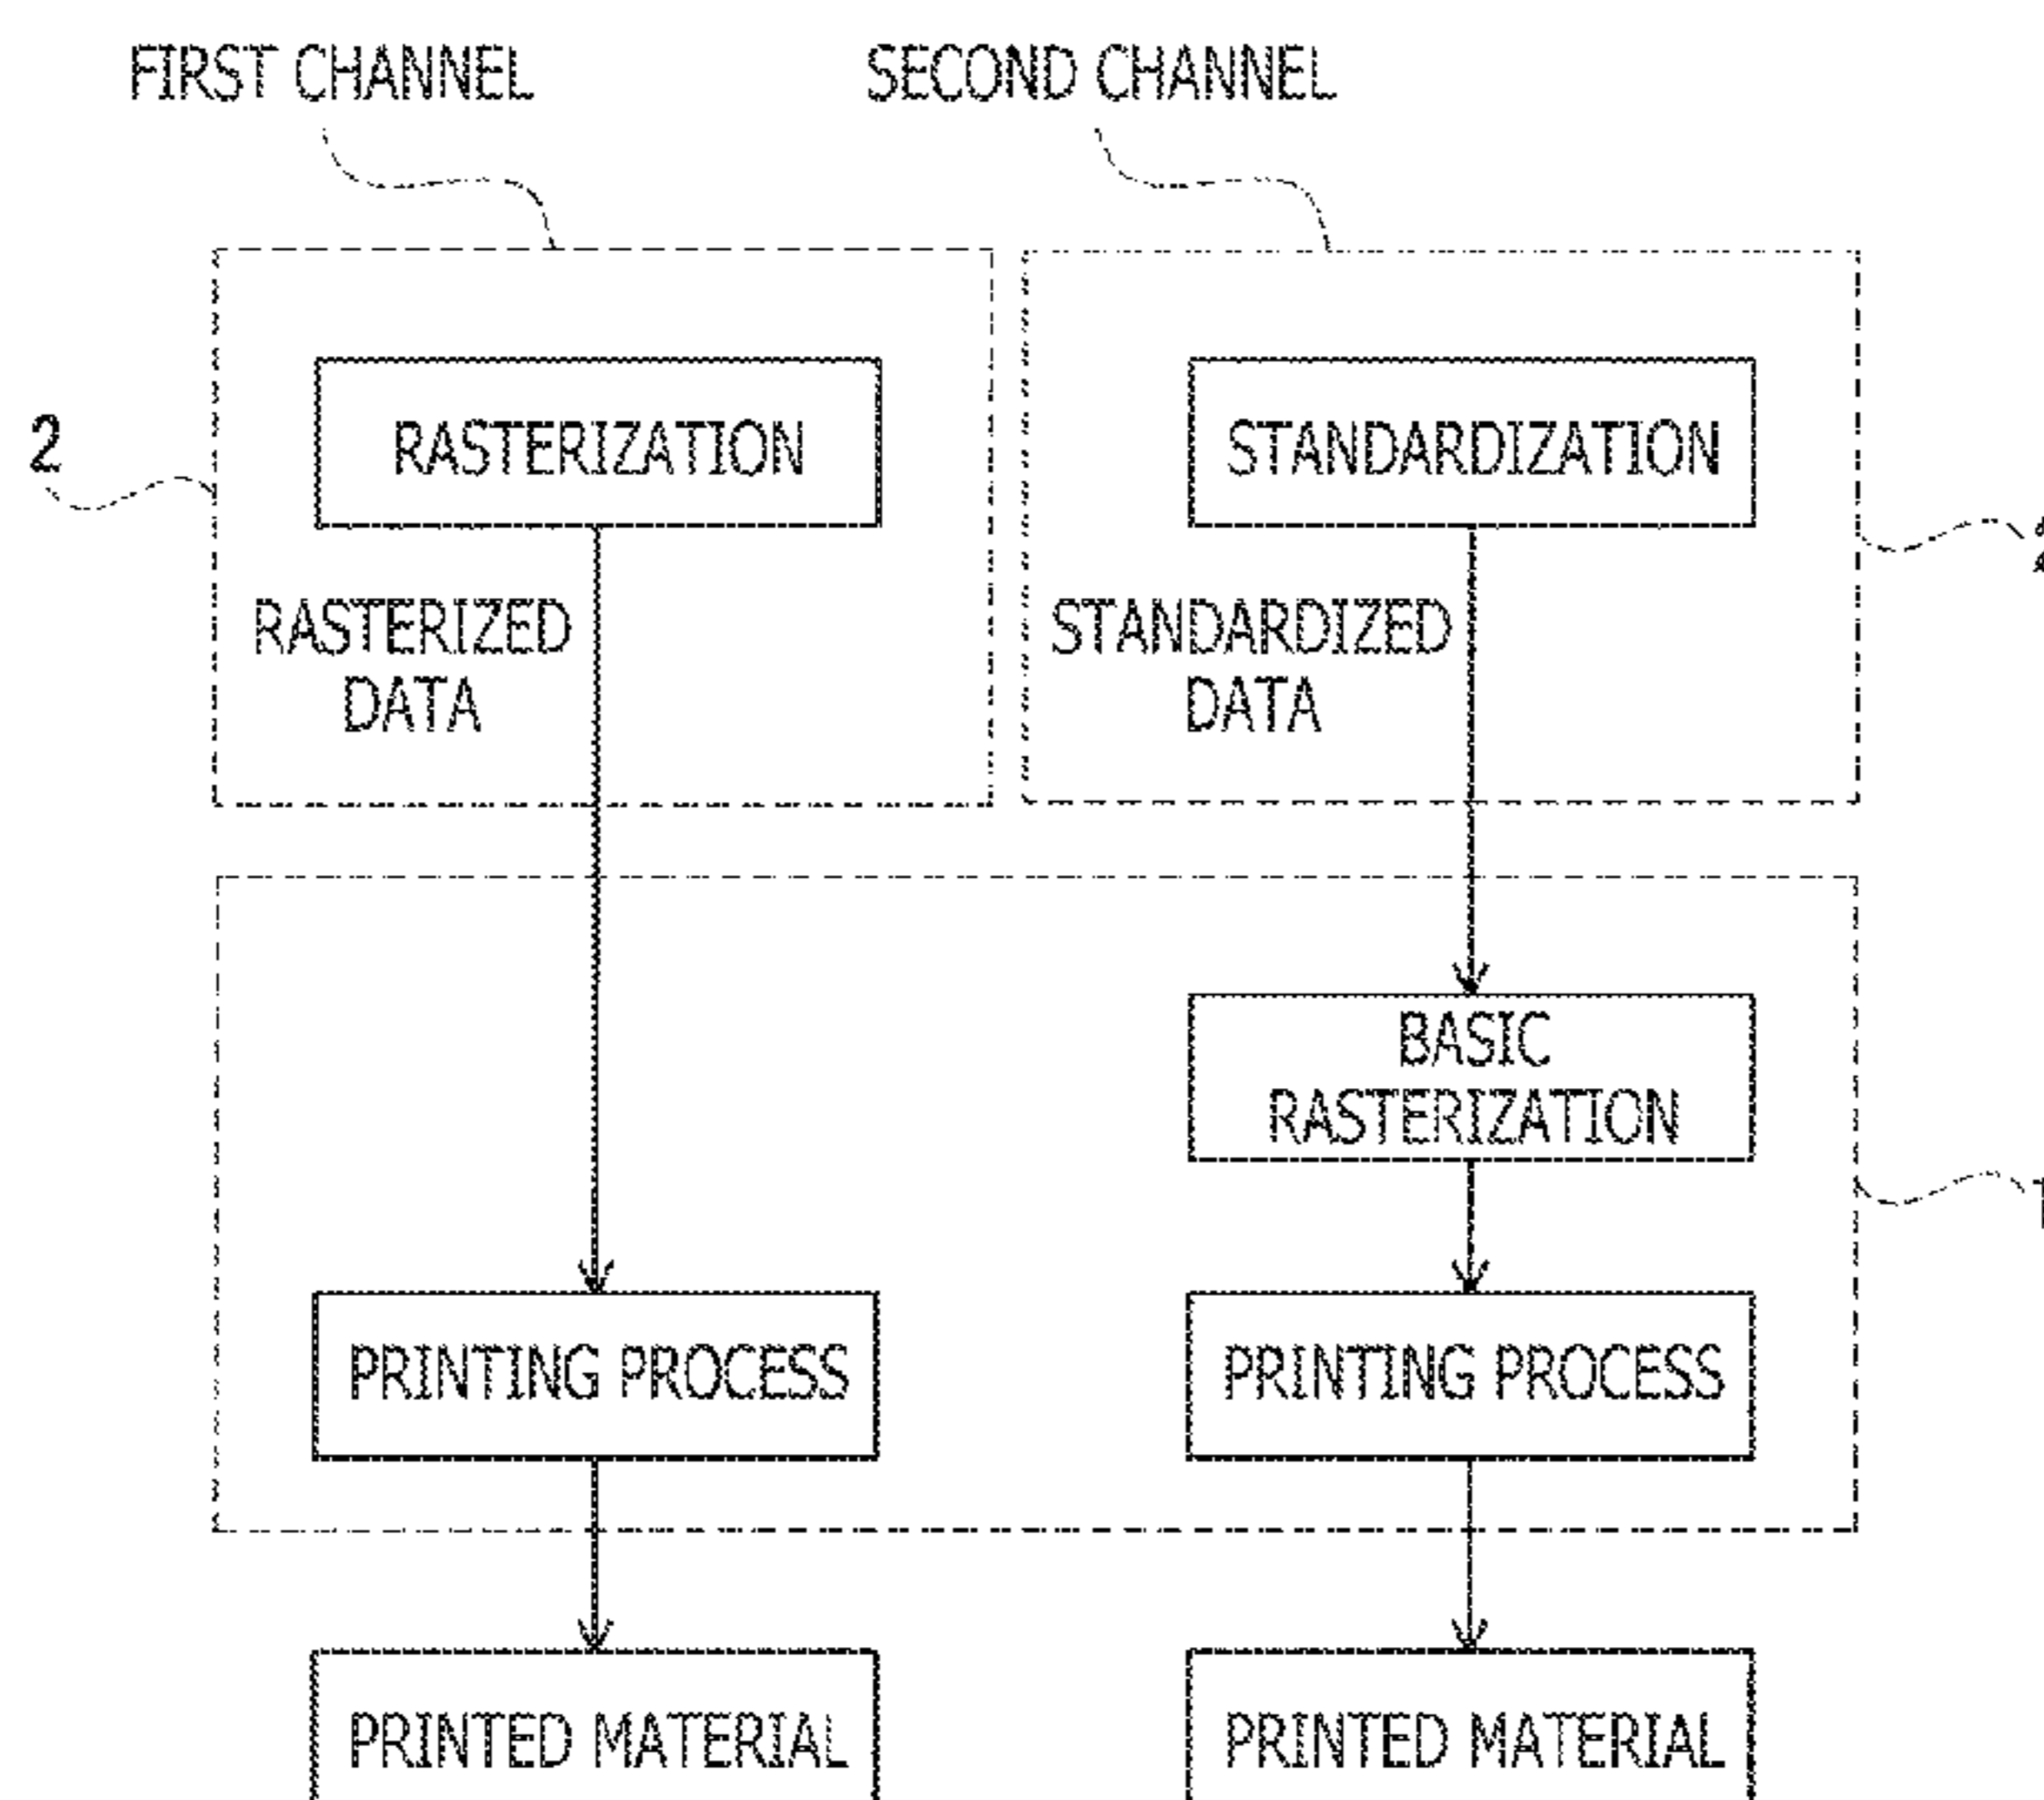 FIRST CHANNEL
SECOND CHANNEL
2
RASTERIZATION
STANDARDIZATION
RASTERIZED
DATA
STANDARDIZED
DATA
BASIC
RASTERIZATION
PRINTING PROCESS
PRINTING PROCESS
PRINTED MATERIAL
PRINTED MATERIAL